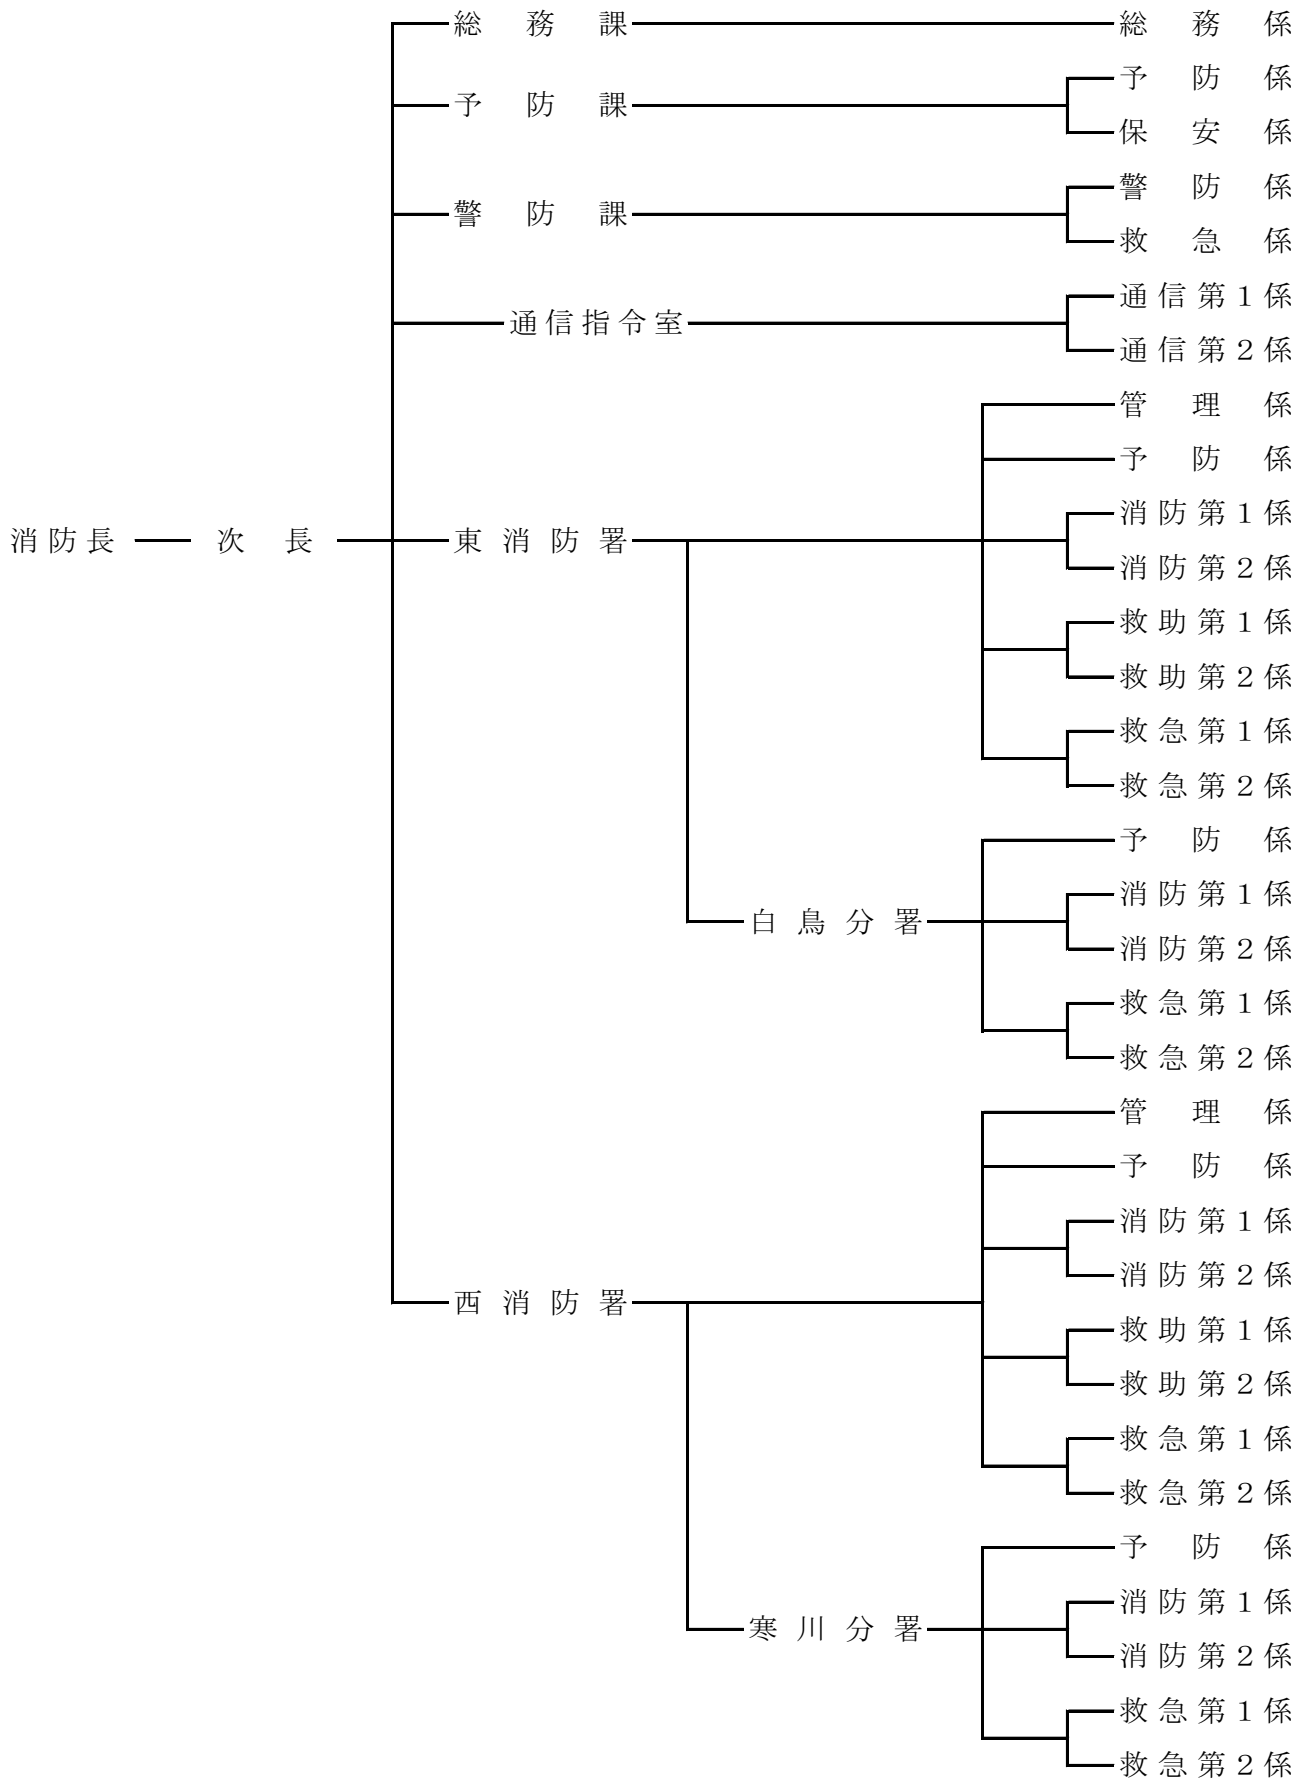 総務課 総務係
予防係
予防課
保安係
警防係
警防課
救急係
通信第1係
通信指令室
通信第2係
管理係
予防係
消防第1係
消防長 次長 東消防署
消防第2係
救助第1係
救助第2係
救急第1係
救急第2係
予防係
消防第1係
白鳥分署
消防第2係
救急第1係
救急第2係
管理係
予防係
消防第1係
消防第2係
西消防署
救助第1係
救助第2係
救急第1係
救急第2係
予防係
消防第1係
寒川分署
消防第2係
救急第1係
救急第2係